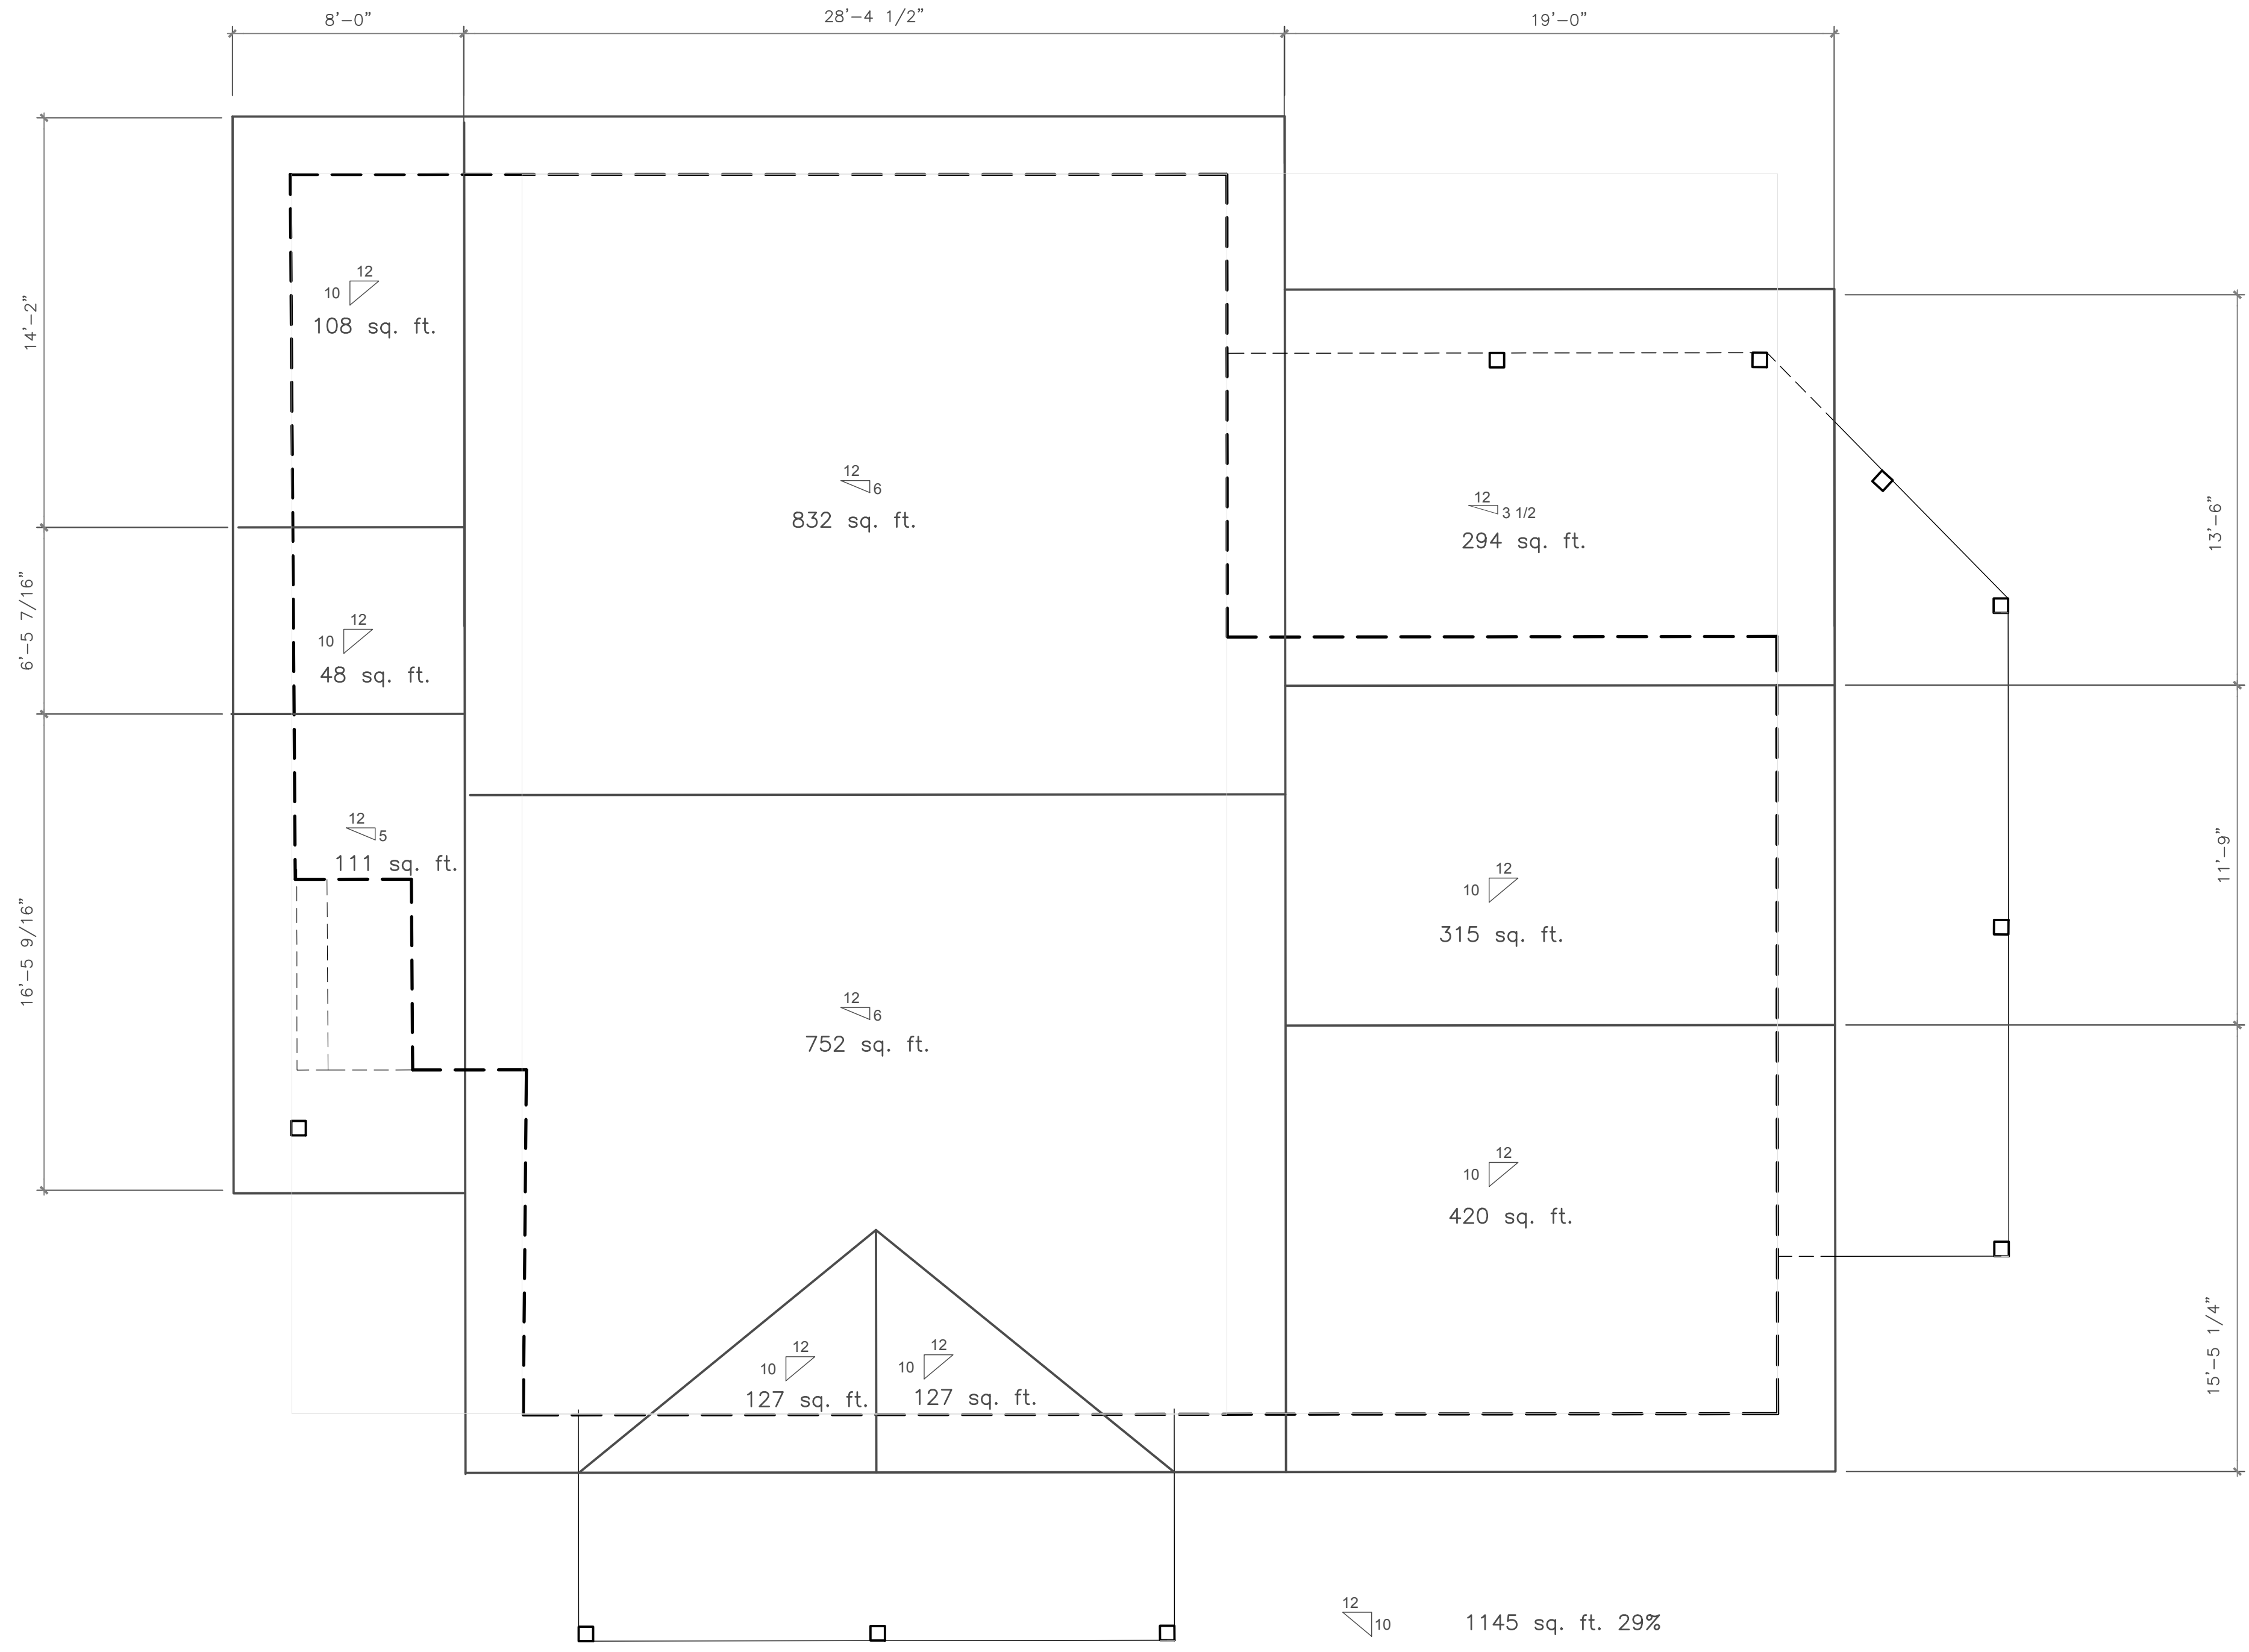 8'-0"
28'-4 1/2"
19'-0"
14'-2"
6'-5 7/16"
16'-5 9/16"
12
10
108 sq. ft.
12
10
48 sq. ft.
12
5
111 sq. ft.
12
6
832 sq. ft.
12
6
752 sq. ft.
12
10
127 sq. ft.
12
10
127 sq. ft.
12
3 1/2
294 sq. ft.
12
10
315 sq. ft.
12
10
420 sq. ft.
13'-6"
11'-9"
15'-5 1/4"
12
10
1145 sq. ft. 29%